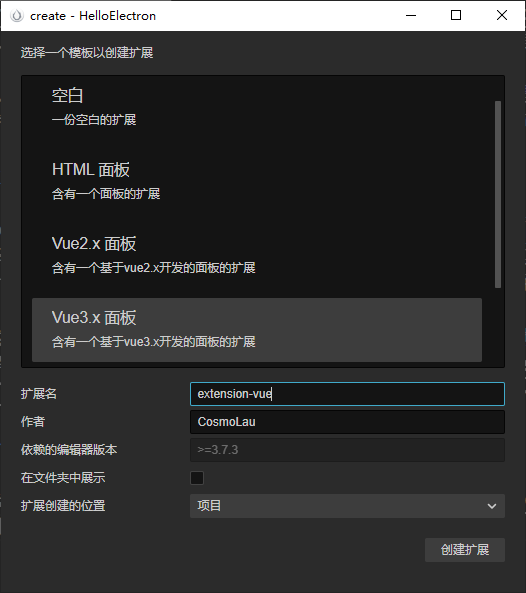 create - HelloElectron
选择一个模板以创建扩展
空白
一份空白的扩展
HTML 面板
含有一个面板的扩展
Vue2.x 面板
含有一个基于vue2.x开发的面板的扩展
Vue3.x 面板
含有一个基于vue3.x开发的面板的扩展
扩展名 extension-vue
作者 CosmoLau
依赖的编辑器版本 >=3.7.3
在文件夹中展示
扩展创建的位置 项目
创建扩展